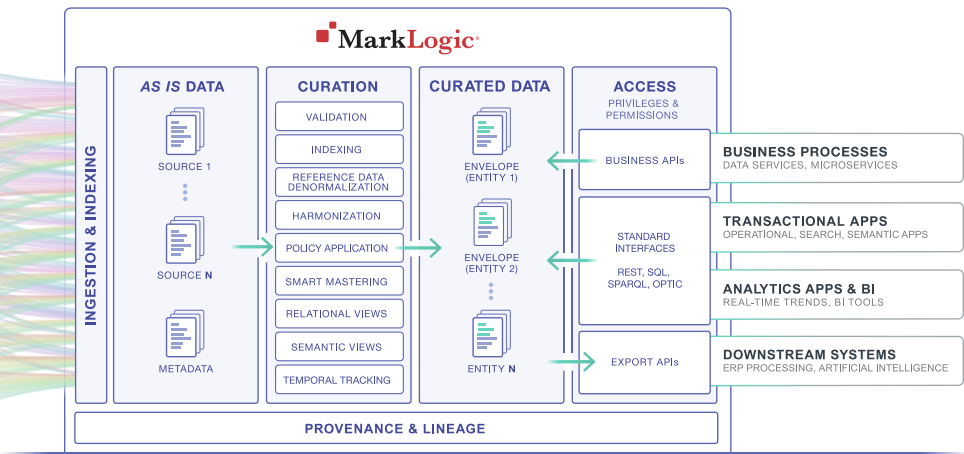 MarkLogic
INGESTION & INDEXING
AS IS DATA
SOURCE 1
SOURCE N
METADATA
CURATION
VALIDATION
INDEXING
REFERENCE DATA
DENORMALIZATION
HARMONIZATION
POLICY APPLICATION
SMART MASTERING
RELATIONAL VIEWS
SEMANTIC VIEWS
TEMPORAL TRACKING
CURATED DATA
ENVELOPE
(ENTITY 1)
ENVELOPE
(ENTITY 2)
ENTITY N
ACCESS
PRIVILEGES &
PERMISSIONS
BUSINESS APIs
STANDARD
INTERFACES
REST, SQL,
SPARQL, OPTIC
EXPORT APIs
BUSINESS PROCESSES
DATA SERVICES, MICROSERVICES
TRANSACTIONAL APPS
OPERATIONAL, SEARCH, SEMANTIC APPS
ANALYTICS APPS & BI
REAL-TIME TRENDS, BI TOOLS
DOWNSTREAM SYSTEMS
ERP PROCESSING, ARTIFICIAL INTELLIGENCE
PROVENANCE & LINEAGE